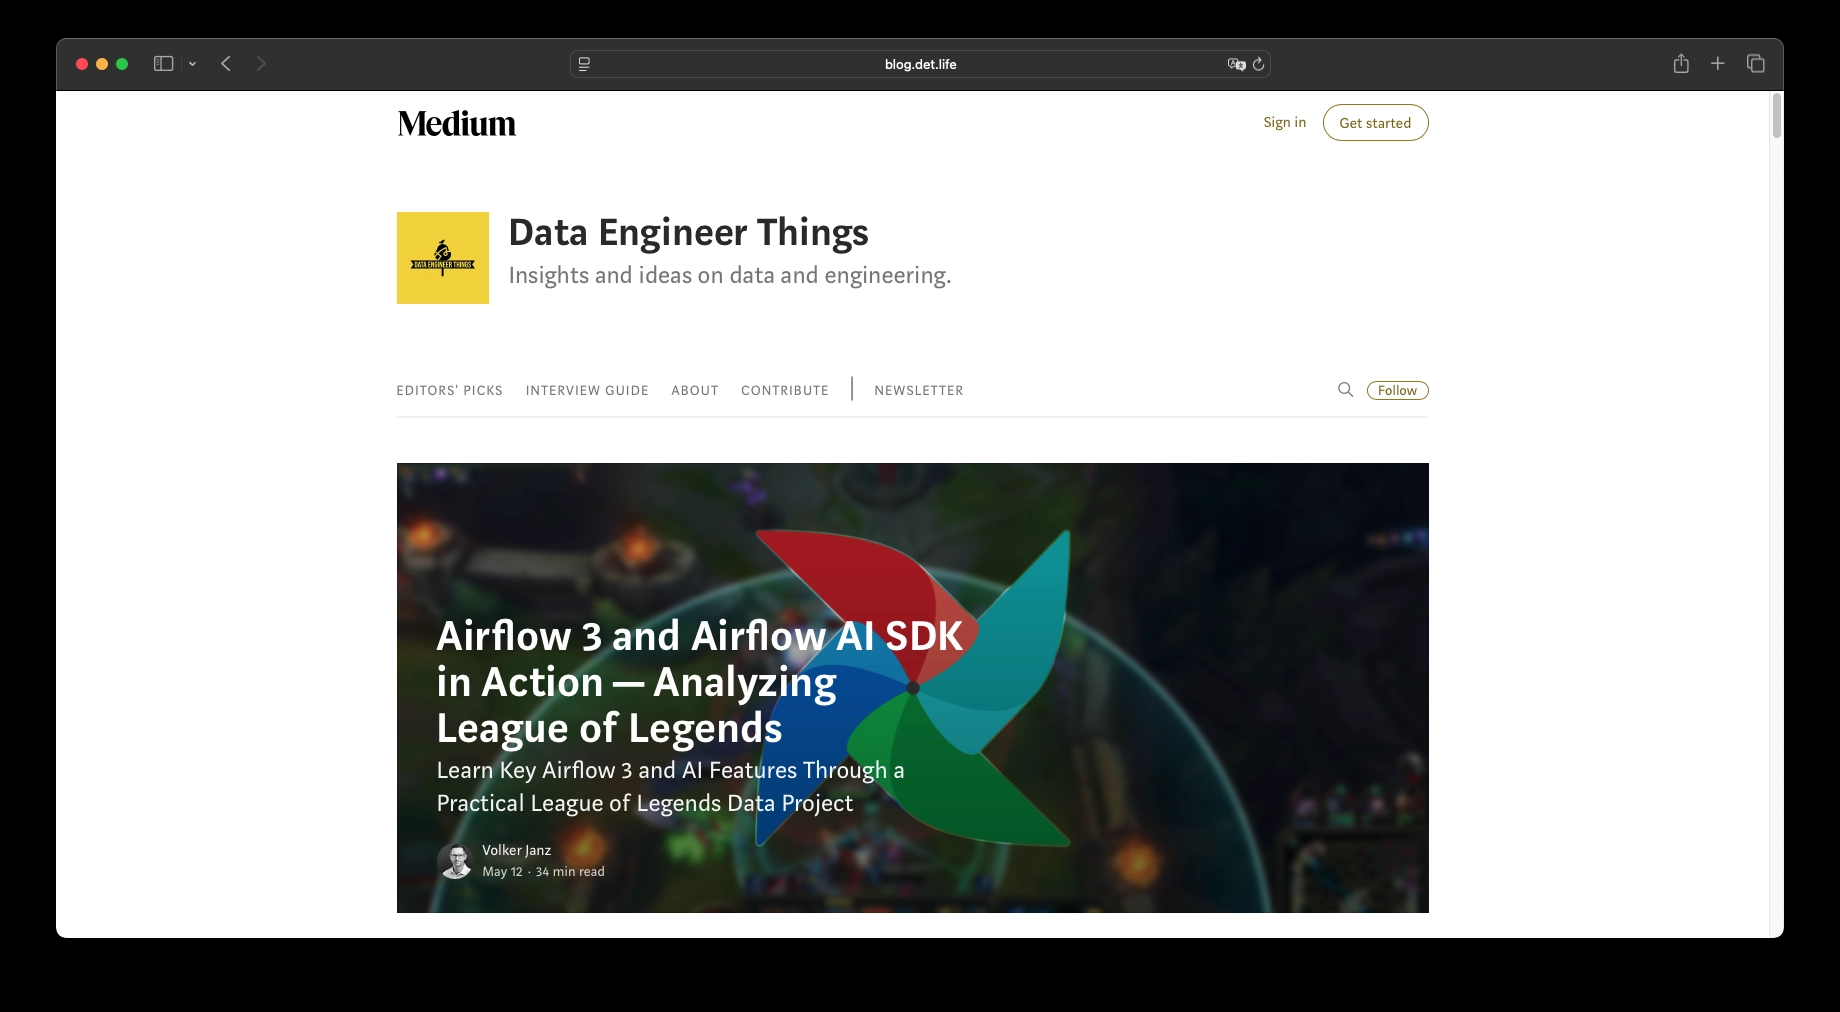 blog.det.life
Medium
Sign in
Get started
DATA ENGINEER THINGS
Data Engineer Things
Insights and ideas on data and engineering.
EDITORS' PICKS
INTERVIEW GUIDE
ABOUT
CONTRIBUTE
NEWSLETTER
Follow
Airflow 3 and Airflow AI SDK
in Action — Analyzing
League of Legends
Learn Key Airflow 3 and AI Features Through a
Practical League of Legends Data Project
Volker Janz
May 12 · 34 min read